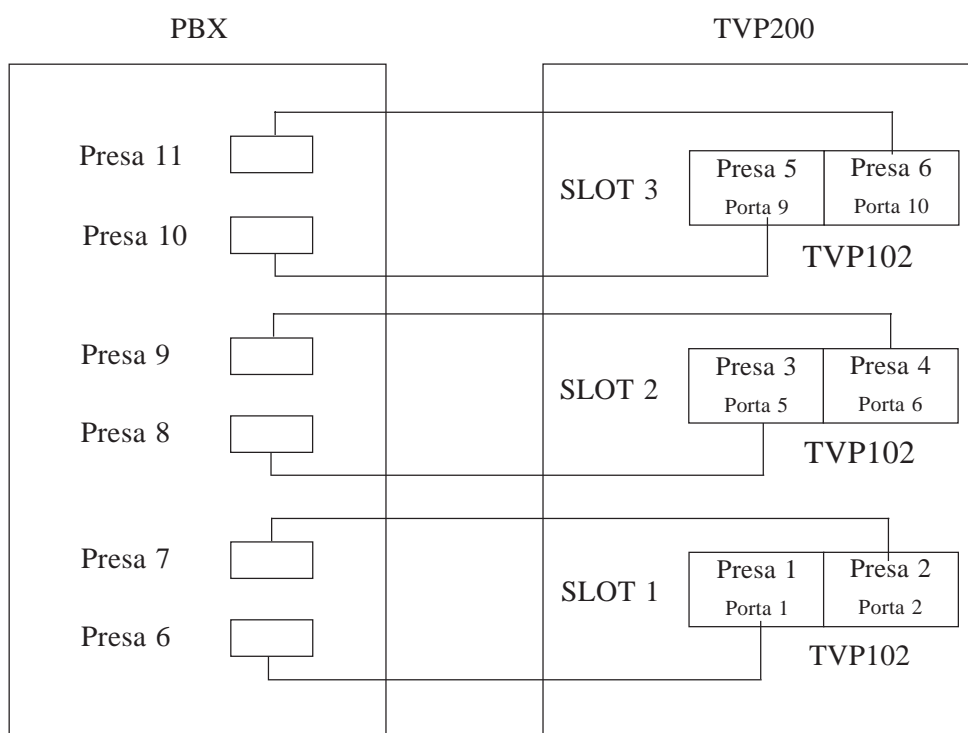 PBX
TVP200
Presa 11
Presa 10
Presa 9
Presa 8
Presa 7
Presa 6
SLOT 3
Presa 5
Porta 9
Presa 6
Porta 10
TVP102
SLOT 2
Presa 3
Porta 5
Presa 4
Porta 6
TVP102
SLOT 1
Presa 1
Porta 1
Presa 2
Porta 2
TVP102